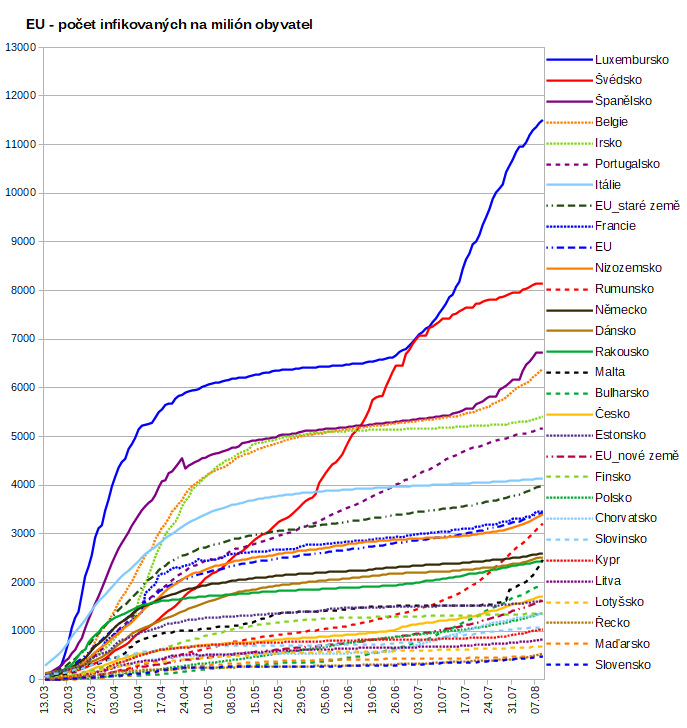 EU - počet infikovaných na milión obyvatel
13000
12000
11000
10000
9000
8000
7000
6000
5000
4000
3000
2000
1000
0
13.03
20.03
27.03
03.04
10.04
17.04
24.04
01.05
08.05
15.05
22.05
29.05
05.06
12.06
19.06
26.06
03.07
10.07
17.07
24.07
31.07
07.08
Luxembursko
Švédsko
Španělsko
Belgie
Irsko
Portugalsko
Itálie
EU_staré země
Francie
EU
Nizozemsko
Rumunsko
Německo
Dánsko
Rakousko
Malta
Bulharsko
Česko
Estonsko
EU_nové země
Finsko
Polsko
Chorvatsko
Slovinsko
Kypr
Litva
Lotyšsko
Řecko
Maďarsko
Slovensko